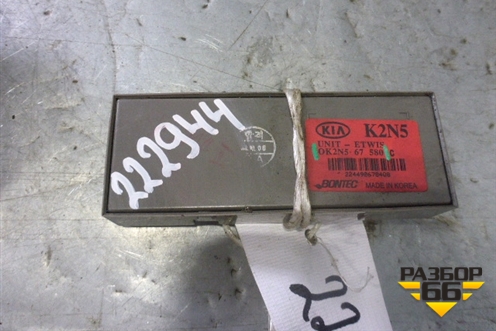 222944
KIA K2N5
UNIT - ETWIS
0K2N5 67 580 C
BONTEC MADE IN KOREA
РАЗБОР
66